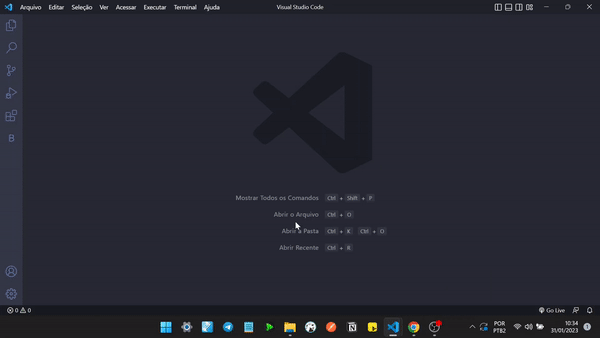 Arquivo Editar Seleção Ver Acessar Executar Terminal Ajuda Visual Studio Code
B
Mostrar Todos os Comandos Ctrl + Shift + P
Abrir o Arquivo Ctrl + O
Abrir a Pasta Ctrl + K Ctrl + O
Abrir Recente Ctrl + R
0 0 Go Live
POR 10:34
PTB2 31/01/2023